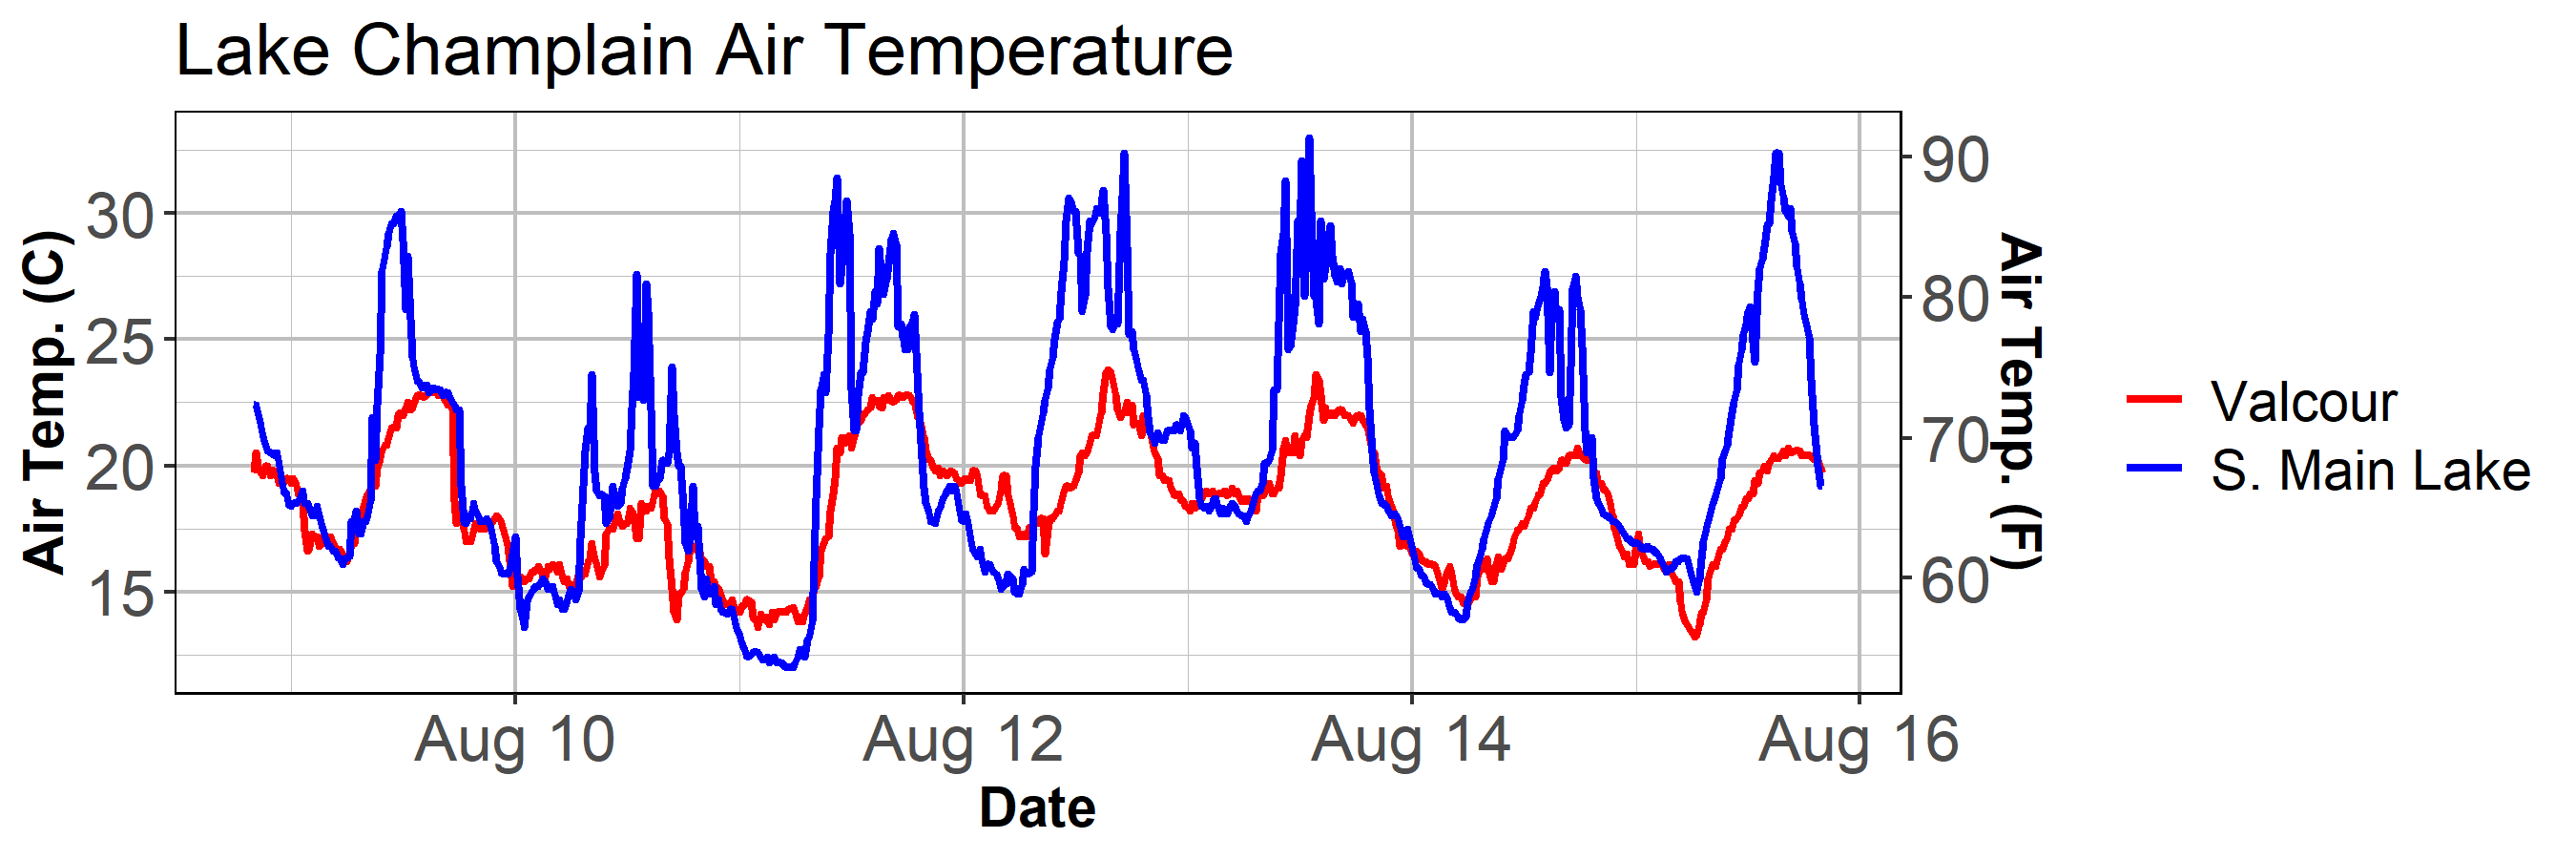 Lake Champlain Air Temperature
Air Temp. (C)
30
25
20
15
90
80
70
60
Air Temp. (F)
Valcour
S. Main Lake
Aug 10
Aug 12
Aug 14
Aug 16
Date